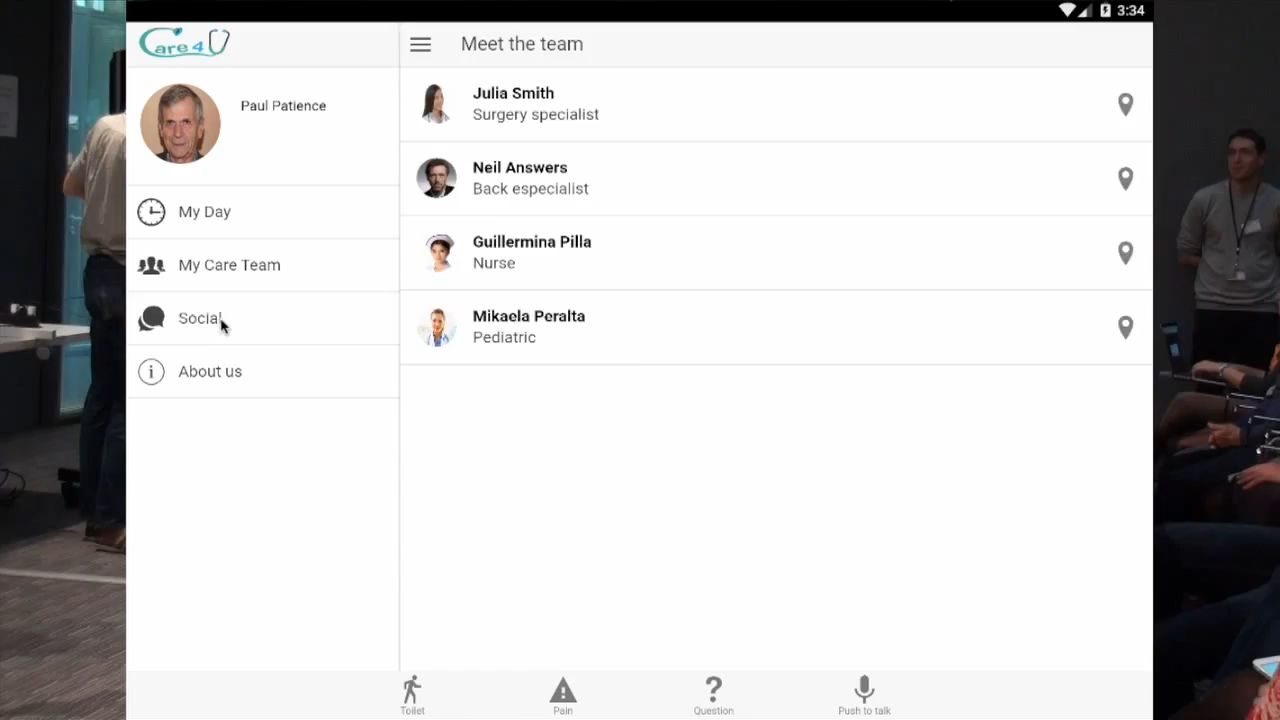 3:34
Care 4 U
Meet the team
Paul Patience
My Day
My Care Team
Social
About us
Julia Smith
Surgery specialist
Neil Answers
Back especialist
Guillermina Pilla
Nurse
Mikaela Peralta
Pediatric
Toilet
Pain
Question
Push to talk